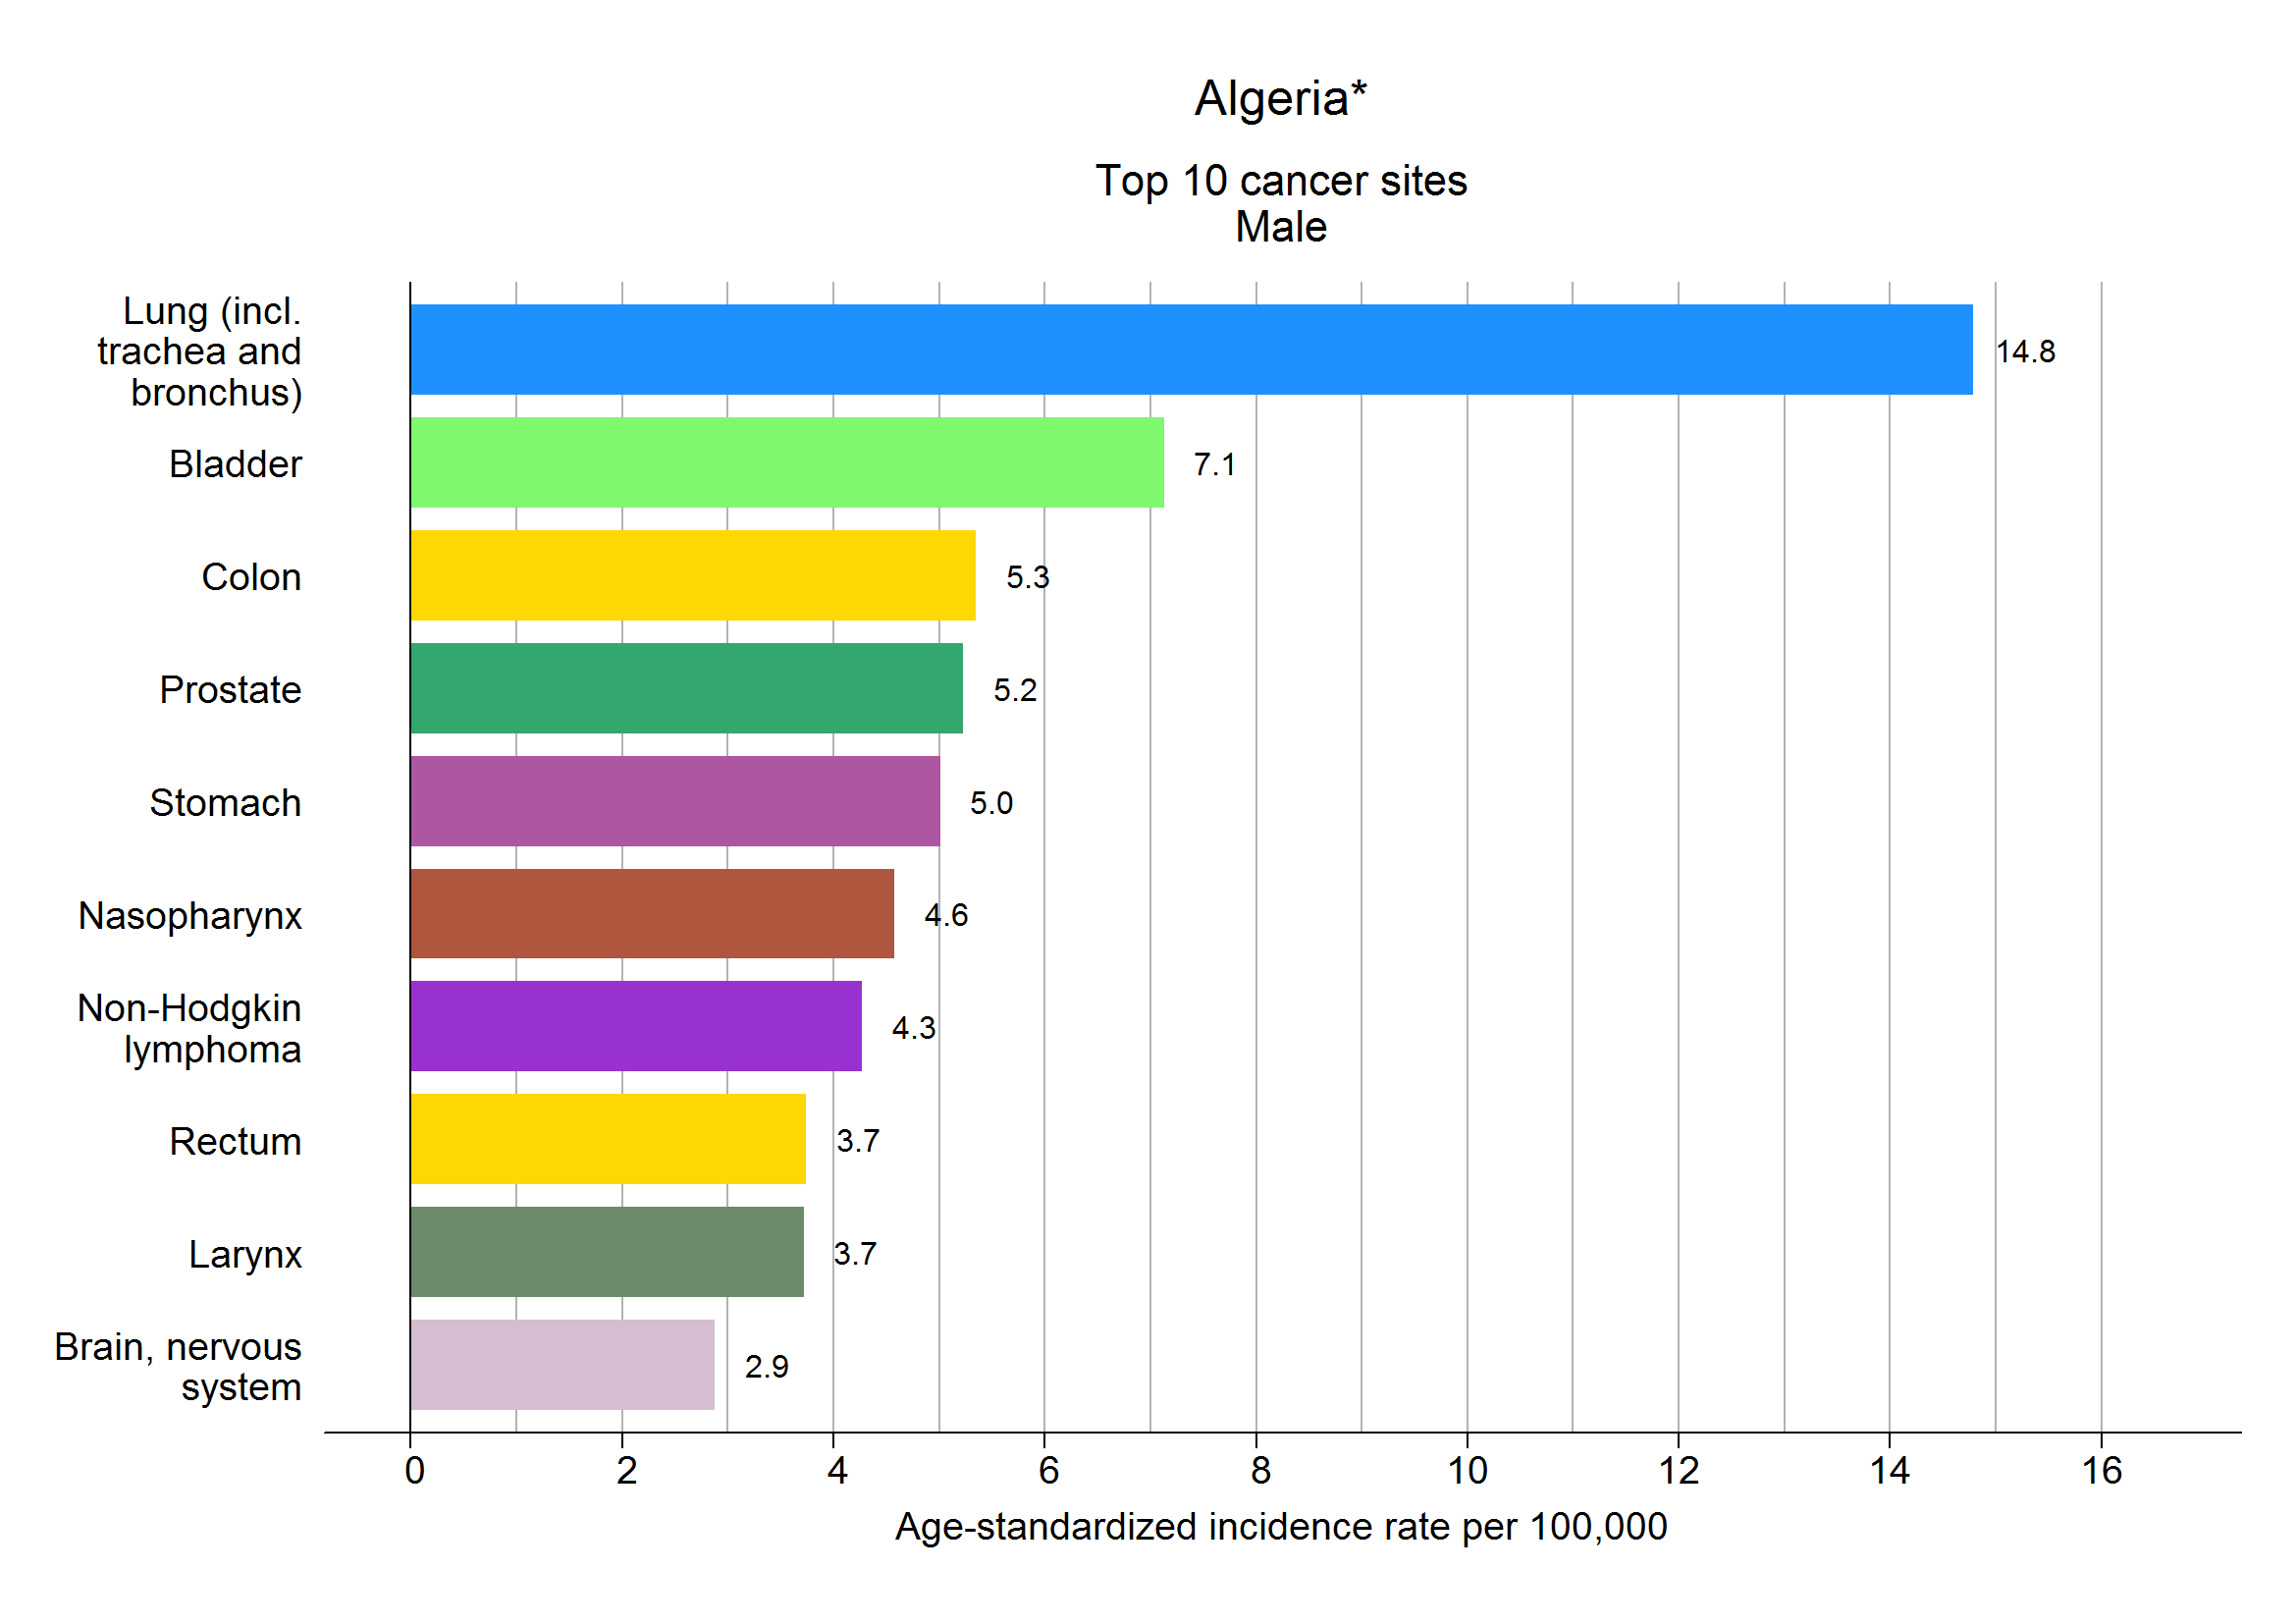 Algeria*
Top 10 cancer sites
Male
Lung (incl.
trachea and
bronchus)
14.8
Bladder
7.1
Colon
5.3
Prostate
5.2
Stomach
5.0
Nasopharynx
4.6
Non-Hodgkin
lymphoma
4.3
Rectum
3.7
Larynx
3.7
Brain, nervous
system
2.9
0 2 4 6 8 10 12 14 16
Age-standardized incidence rate per 100,000